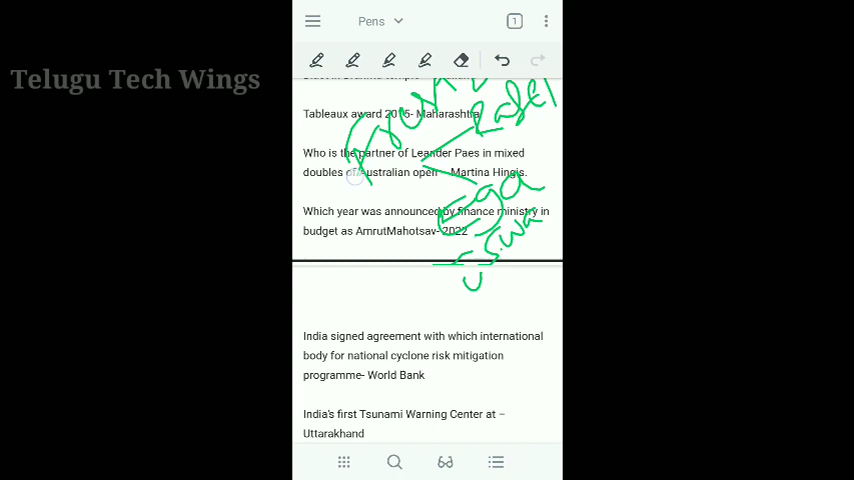 Telugu Tech Wings
Pens
1
Tableaux award 2015- Maharashtra
Who is the partner of Leander Paes in mixed
doubles of Australian open - Martina Hingis.
Which year was announced by finance ministry in
budget as AmrutMahotsav- 2022
India signed agreement with which international
body for national cyclone risk mitigation
programme- World Bank
India's first Tsunami Warning Center at –
Uttarakhand